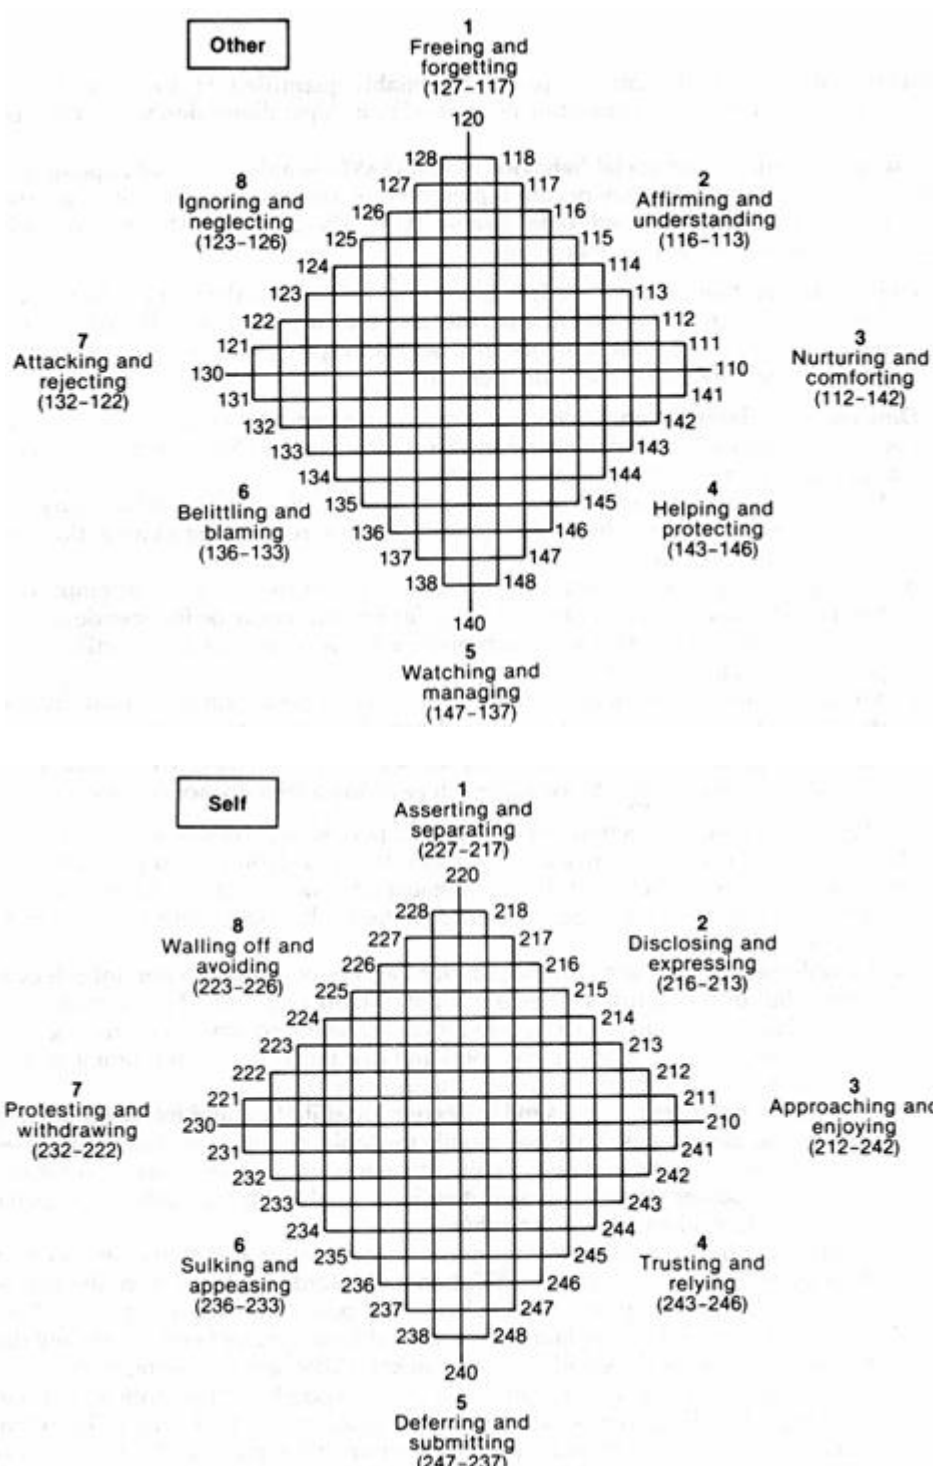 Other
1
Freeing and
forgetting
(127–117)
120
128 118
127 117
8
Ignoring and
neglecting
(123–126)
2
Affirming and
understanding
(116–113)
126 116
125 115
124 114
123 113
122 112
121 111
130 110
131 141
7
Attacking and
rejecting
(132–122)
3
Nurturing and
comforting
(112–142)
132 142
133 143
134 144
135 145
136 146
137 147
138 148
140
6
Belittling and
blaming
(136–133)
4
Helping and
protecting
(143–146)
5
Watching and
managing
(147–137)
Self
1
Asserting and
separating
(227–217)
220
228 218
227 217
8
Walling off and
avoiding
(223–226)
2
Disclosing and
expressing
(216–213)
226 216
225 215
224 214
223 213
222 212
221 211
230 210
231 241
7
Protesting and
withdrawing
(232–222)
3
Approaching and
enjoying
(212–242)
232 242
233 243
234 244
235 245
236 246
237 247
238 248
240
6
Sulking and
appeasing
(236–233)
4
Trusting and
relying
(243–246)
5
Deferring and
submitting
(247–237)